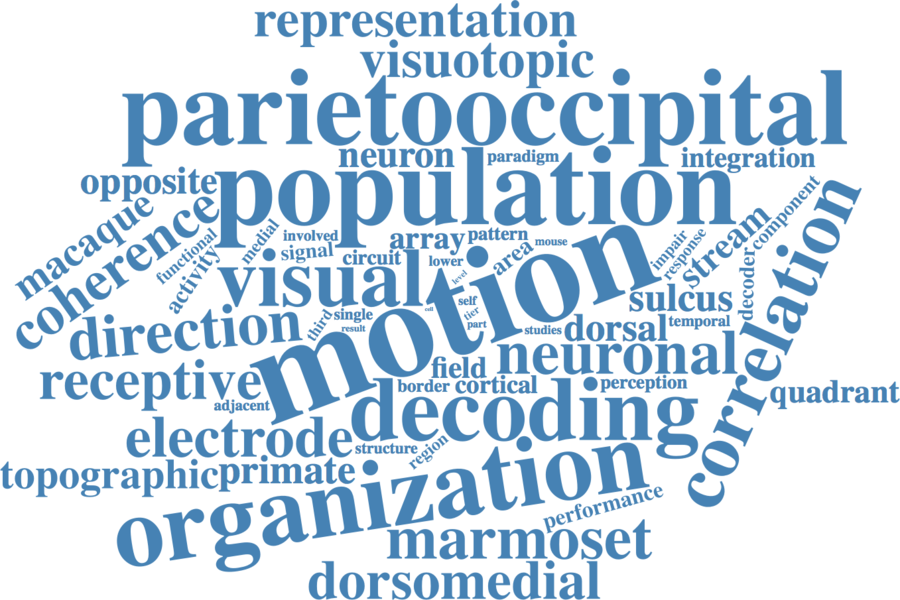 representation
visuotopic
parietooccipital
neuron
paradigm
integration
opposite
population
macaque
coherence
functional
activity
medial
involved
signal
circuit
array
pattern
lower
area
mouse
impair
response
stream
component
decoder
correlation
visual
motion
level
self
tier
part
studies
sulcus
dorsal
temporal
direction
third
single
result
receptive
adjacent
field
neuronal
border
cortical
perception
quadrant
decoding
electrode
structure
region
topographic
primate
organization
performance
marmoset
dorsomedial